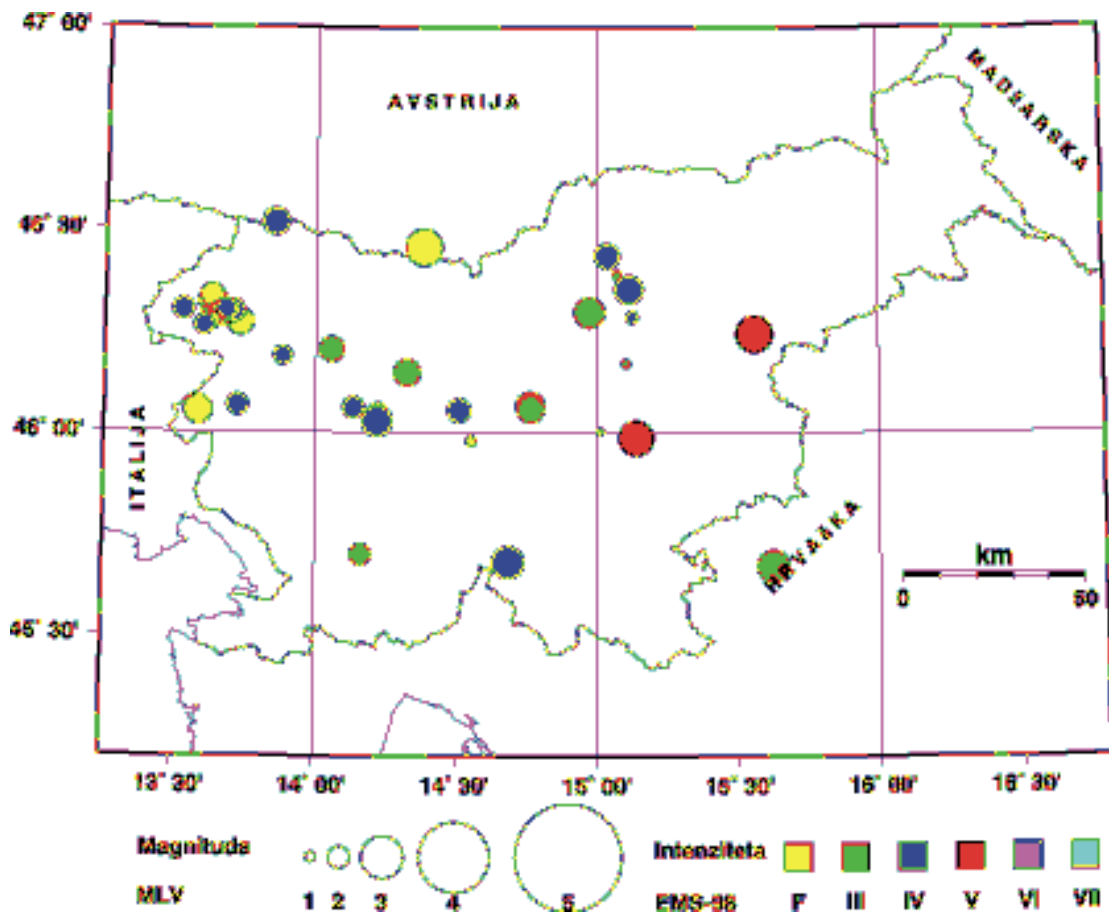 47° 00'
AVSTRIJA
MADŽARSKA
46° 30'
ITALIJA
46° 00'
HRVAŠKA
km
0 50
45° 30'
13° 30' 14° 00' 14° 30' 15° 00' 15° 30' 16° 00' 16° 30'
Magnituda Intenziteta
MLV 1 2 3 4 5 EMS-98 F III IV V VI VII